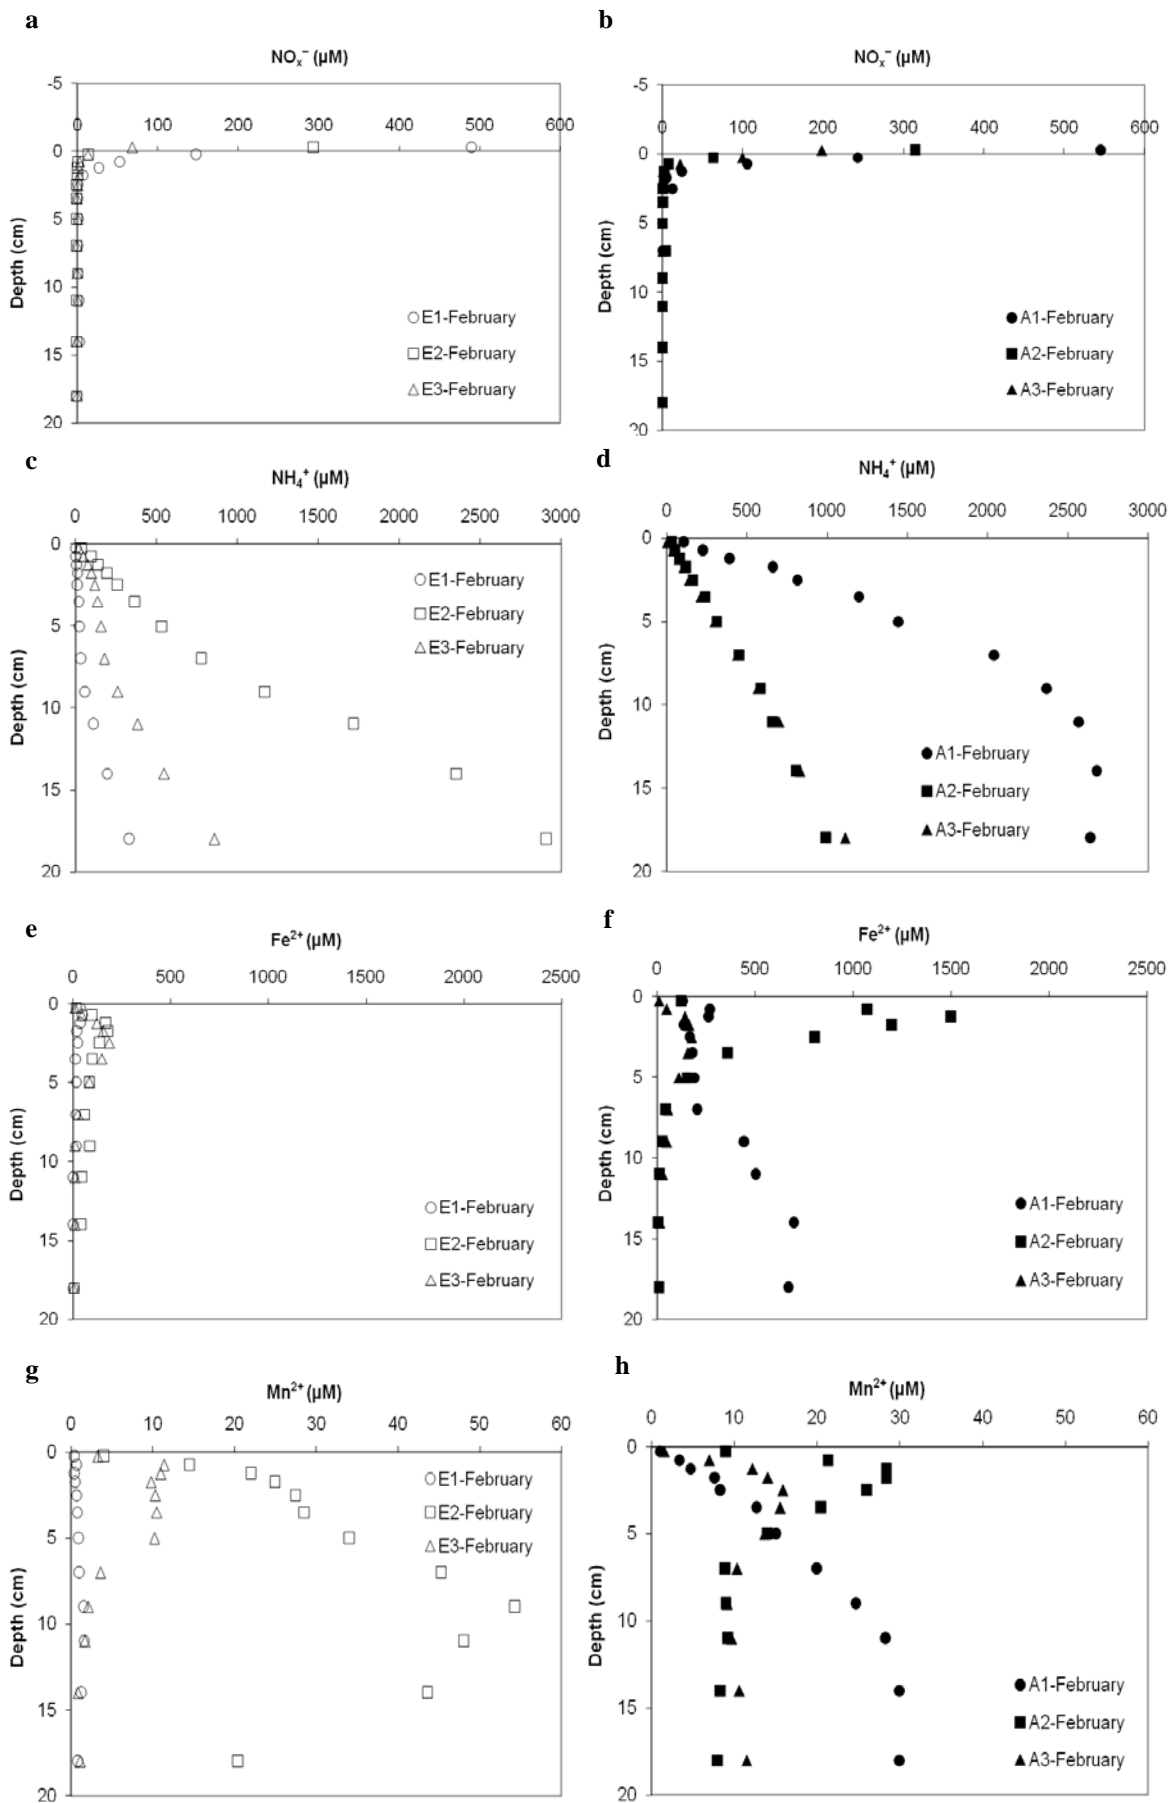 a
NOₓ⁻ (µM)
-5
0 100 200 300 400 500 600
0
5
10
15
20
Depth (cm)
E1-February
E2-February
E3-February
b
NOₓ⁻ (µM)
-5
0 100 200 300 400 500 600
0
5
10
15
20
Depth (cm)
A1-February
A2-February
A3-February
c
NH₄⁺ (µM)
0 500 1000 1500 2000 2500 3000
0
5
10
15
20
Depth (cm)
E1-February
E2-February
E3-February
d
NH₄⁺ (µM)
0 500 1000 1500 2000 2500 3000
0
5
10
15
20
Depth (cm)
A1-February
A2-February
A3-February
e
Fe²⁺ (µM)
0 500 1000 1500 2000 2500
0
5
10
15
20
Depth (cm)
E1-February
E2-February
E3-February
f
Fe²⁺ (µM)
0 500 1000 1500 2000 2500
0
5
10
15
20
Depth (cm)
A1-February
A2-February
A3-February
g
Mn²⁺ (µM)
0 10 20 30 40 50 60
0
5
10
15
20
Depth (cm)
E1-February
E2-February
E3-February
h
Mn²⁺ (µM)
0 10 20 30 40 50 60
0
5
10
15
20
Depth (cm)
A1-February
A2-February
A3-February